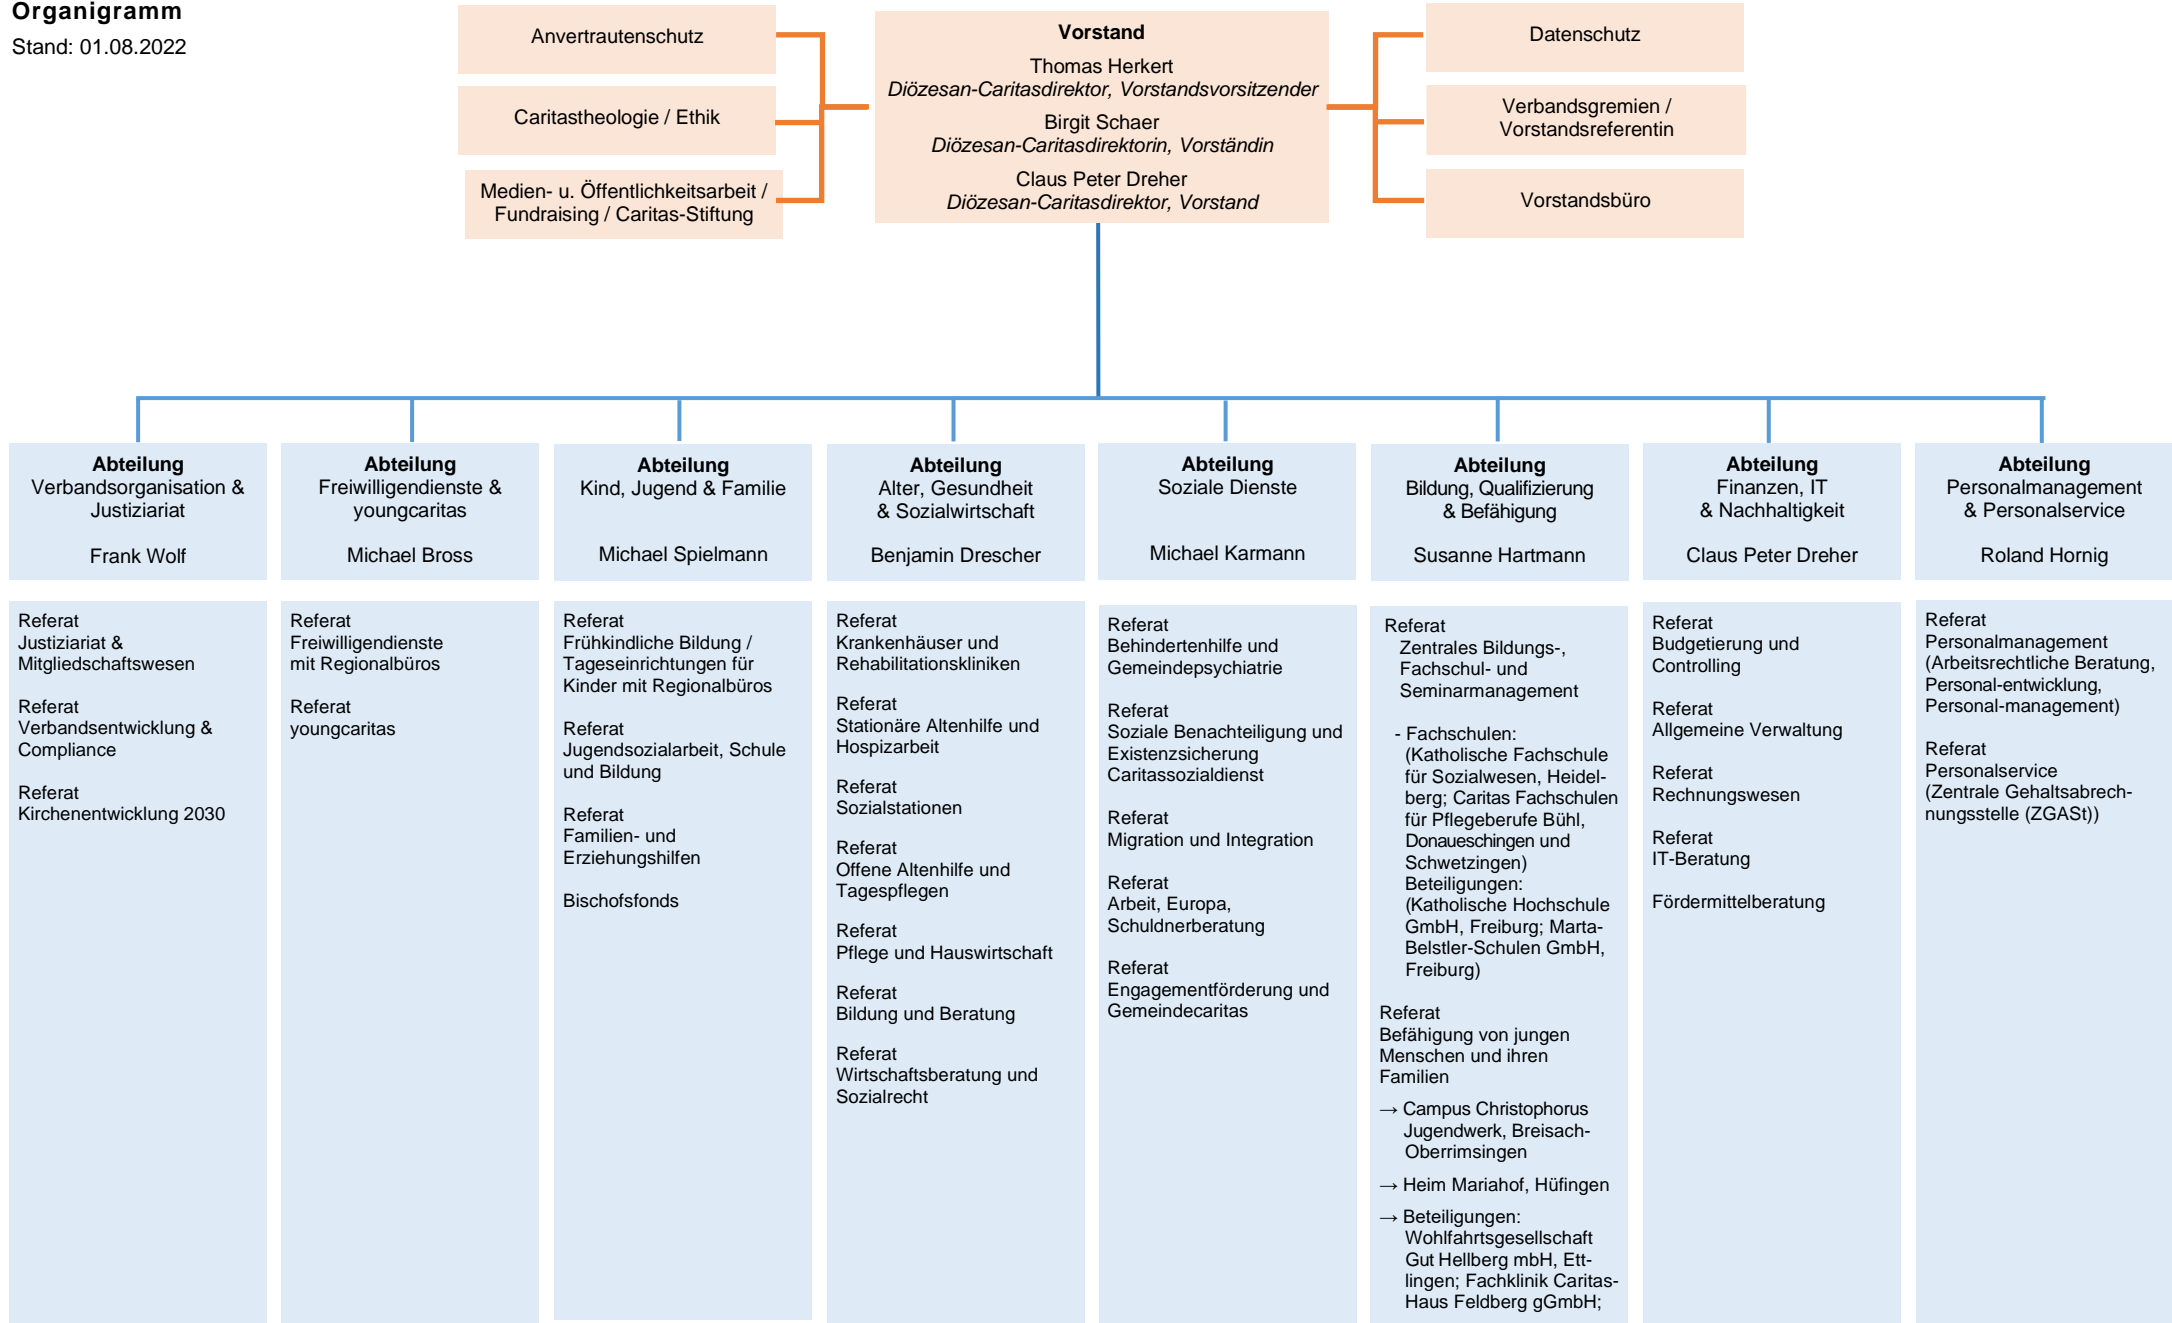 Organigramm
Stand: 01.08.2022
Anvertrautenschutz
Caritastheologie / Ethik
Medien- u. Öffentlichkeitsarbeit /
Fundraising / Caritas-Stiftung
Vorstand
Thomas Herkert
Diözesan-Caritasdirektor, Vorstandsvorsitzender
Birgit Schaer
Diözesan-Caritasdirektorin, Vorständin
Claus Peter Dreher
Diözesan-Caritasdirektor, Vorstand
Datenschutz
Verbandsgremien /
Vorstandsreferentin
Vorstandsbüro
Abteilung
Verbandsorganisation &
Justiziariat
Frank Wolf
Referat
Justiziariat &
Mitgliedschaftswesen
Referat
Verbandsentwicklung &
Compliance
Referat
Kirchenentwicklung 2030
Abteilung
Freiwilligendienste &
youngcaritas
Michael Bross
Referat
Freiwilligendienste
mit Regionalbüros
Referat
youngcaritas
Abteilung
Kind, Jugend & Familie
Michael Spielmann
Referat
Frühkindliche Bildung /
Tageseinrichtungen für
Kinder mit Regionalbüros
Referat
Jugendsozialarbeit, Schule
und Bildung
Referat
Familien- und
Erziehungshilfen
Bischofsfonds
Abteilung
Alter, Gesundheit
& Sozialwirtschaft
Benjamin Drescher
Referat
Krankenhäuser und
Rehabilitationskliniken
Referat
Stationäre Altenhilfe und
Hospizarbeit
Referat
Sozialstationen
Referat
Offene Altenhilfe und
Tagespflegen
Referat
Pflege und Hauswirtschaft
Referat
Bildung und Beratung
Referat
Wirtschaftsberatung und
Sozialrecht
Abteilung
Soziale Dienste
Michael Karmann
Referat
Behindertenhilfe und
Gemeindepsychiatrie
Referat
Soziale Benachteiligung und
Existenzsicherung
Caritassozialdienst
Referat
Migration und Integration
Referat
Arbeit, Europa,
Schuldnerberatung
Referat
Engagementförderung und
Gemeindecaritas
Abteilung
Bildung, Qualifizierung
& Befähigung
Susanne Hartmann
Referat
Zentrales Bildungs-,
Fachschul- und
Seminarmanagement
- Fachschulen:
(Katholische Fachschule
für Sozialwesen, Heidel-
berg; Caritas Fachschulen
für Pflegeberufe Bühl,
Donaueschingen und
Schwetzingen)
Beteiligungen:
(Katholische Hochschule
GmbH, Freiburg; Marta-
Belstler-Schulen GmbH,
Freiburg)
Referat
Befähigung von jungen
Menschen und ihren
Familien
→ Campus Christophorus
Jugendwerk, Breisach-
Oberrimsingen
→ Heim Mariahof, Hüfingen
→ Beteiligungen:
Wohlfahrtsgesellschaft
Gut Hellberg mbH, Ett-
lingen; Fachklinik Caritas-
Haus Feldberg gGmbH;
Abteilung
Finanzen, IT
& Nachhaltigkeit
Claus Peter Dreher
Referat
Budgetierung und
Controlling
Referat
Allgemeine Verwaltung
Referat
Rechnungswesen
Referat
IT-Beratung
Fördermittelberatung
Abteilung
Personalmanagement
& Personalservice
Roland Hornig
Referat
Personalmanagement
(Arbeitsrechtliche Beratung,
Personal-entwicklung,
Personal-management)
Referat
Personalservice
(Zentrale Gehaltsabrech-
nungsstelle (ZGASt))